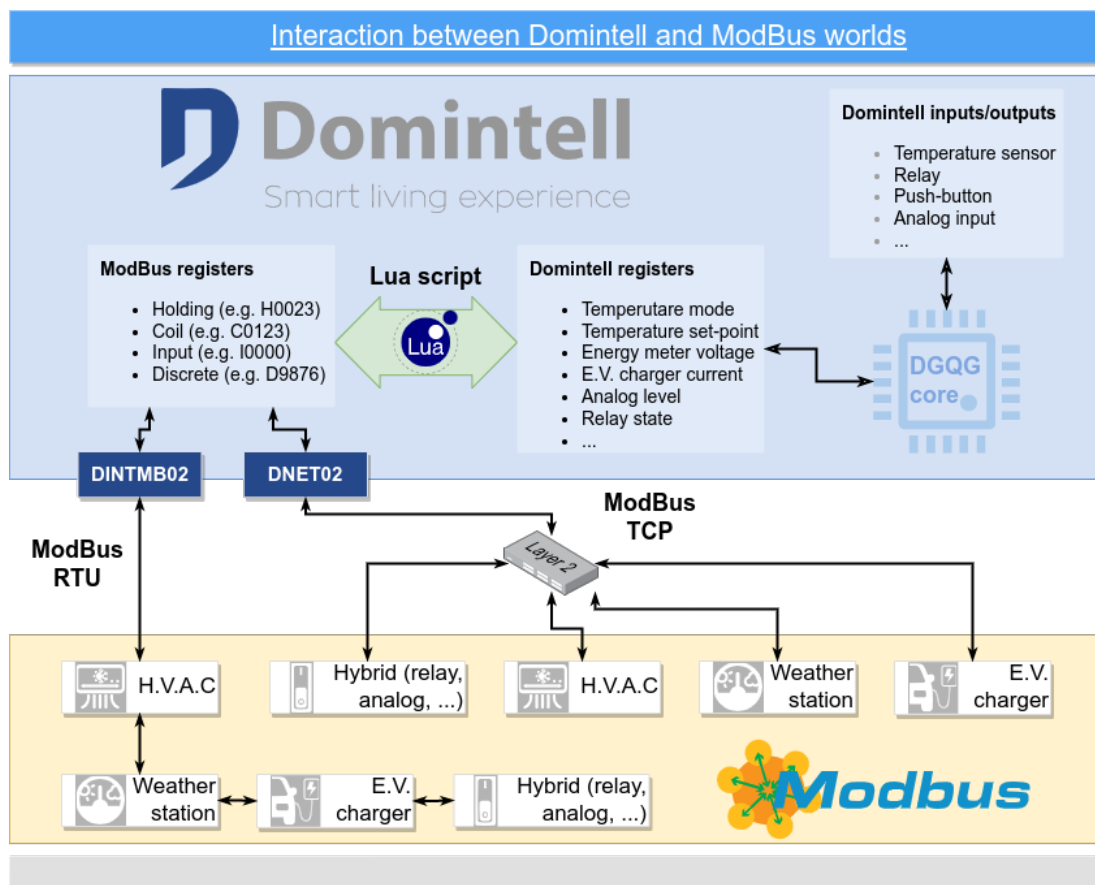 Interaction between Domintell and ModBus worlds
Domintell
Smart living experience
Domintell inputs/outputs
Temperature sensor
Relay
Push-button
Analog input
...
ModBus registers
Holding (e.g. H0023)
Coil (e.g. C0123)
Input (e.g. I0000)
Discrete (e.g. D9876)
Lua script
Lua
Domintell registers
Temperutare mode
Temperature set-point
Energy meter voltage
E.V. charger current
Analog level
Relay state
...
DGQG
core
DINTMB02
DNET02
ModBus
RTU
ModBus
TCP
Layer 2
H.V.A.C
Hybrid (relay,
analog, ...)
H.V.A.C
Weather
station
E.V.
charger
Weather
station
E.V.
charger
Hybrid (relay,
analog, ...)
Modbus